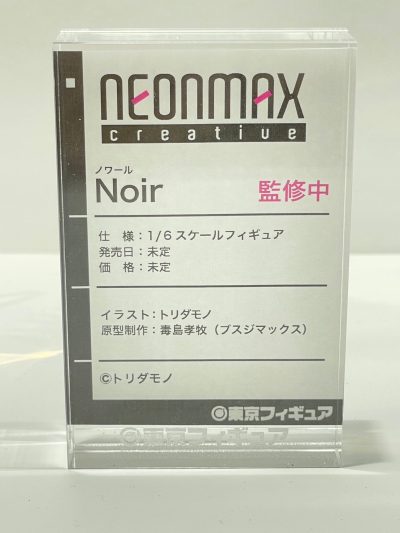 NEONMAX
creative
ノワール
Noir
監修中
仕　様：1/6スケールフィギュア
発売日：未定
価　格：未定
イラスト：トリダモノ
原型制作：毒島孝牧（ブスジマックス）
©トリダモノ
東京フィギュア